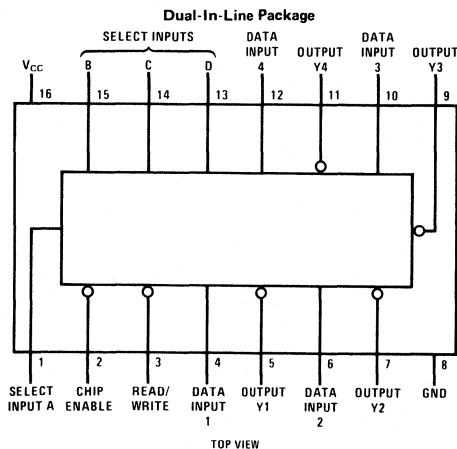 Dual-In-Line Package
SELECT INPUTS
DATA INPUT 4
OUTPUT Y4
DATA INPUT 3
OUTPUT Y3
VCC
B
C
D
16
15
14
13
12
11
10
9
1
2
3
4
5
6
7
8
SELECT INPUT A
CHIP ENABLE
READ/ WRITE
DATA INPUT 1
OUTPUT Y1
DATA INPUT 2
OUTPUT Y2
GND
TOP VIEW